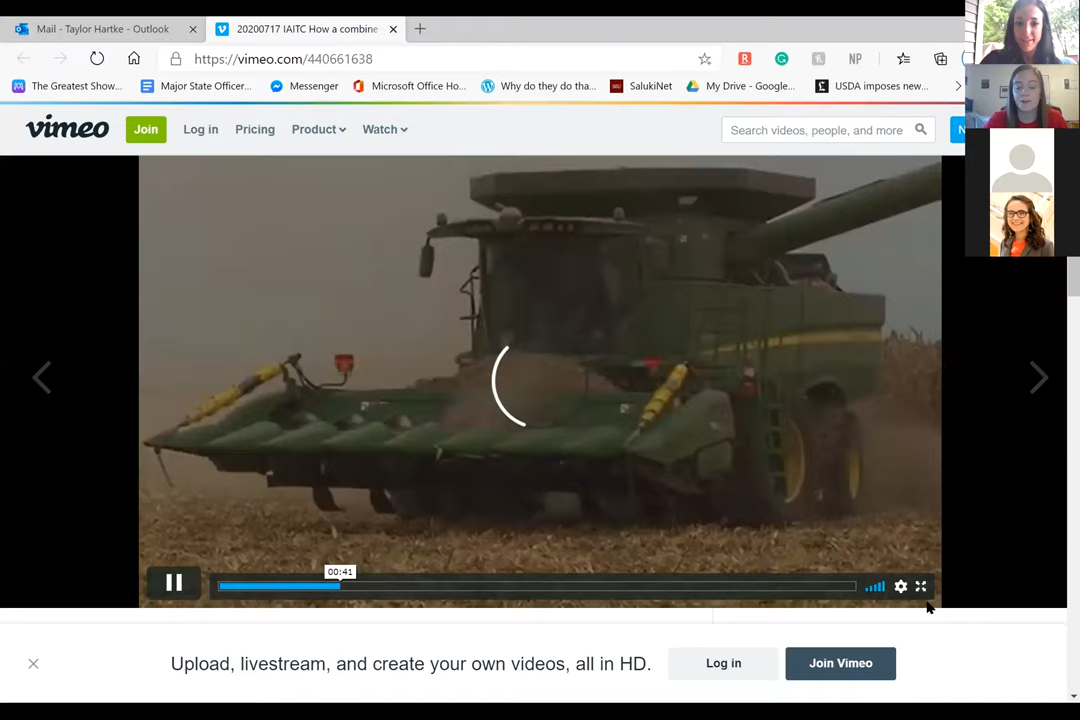 Mail - Taylor Hartke - Outlook
20200717 IAITC How a combine
https://vimeo.com/440661638
R
NP
The Greatest Show...
Major State Officer...
Messenger
Microsoft Office Ho...
Why do they do tha...
SalukiNet
My Drive - Google...
USDA imposes new...
vimeo
Join
Log in
Pricing
Product
Watch
Search videos, people, and more
N
00:41
Upload, livestream, and create your own videos, all in HD.
Log in
Join Vimeo